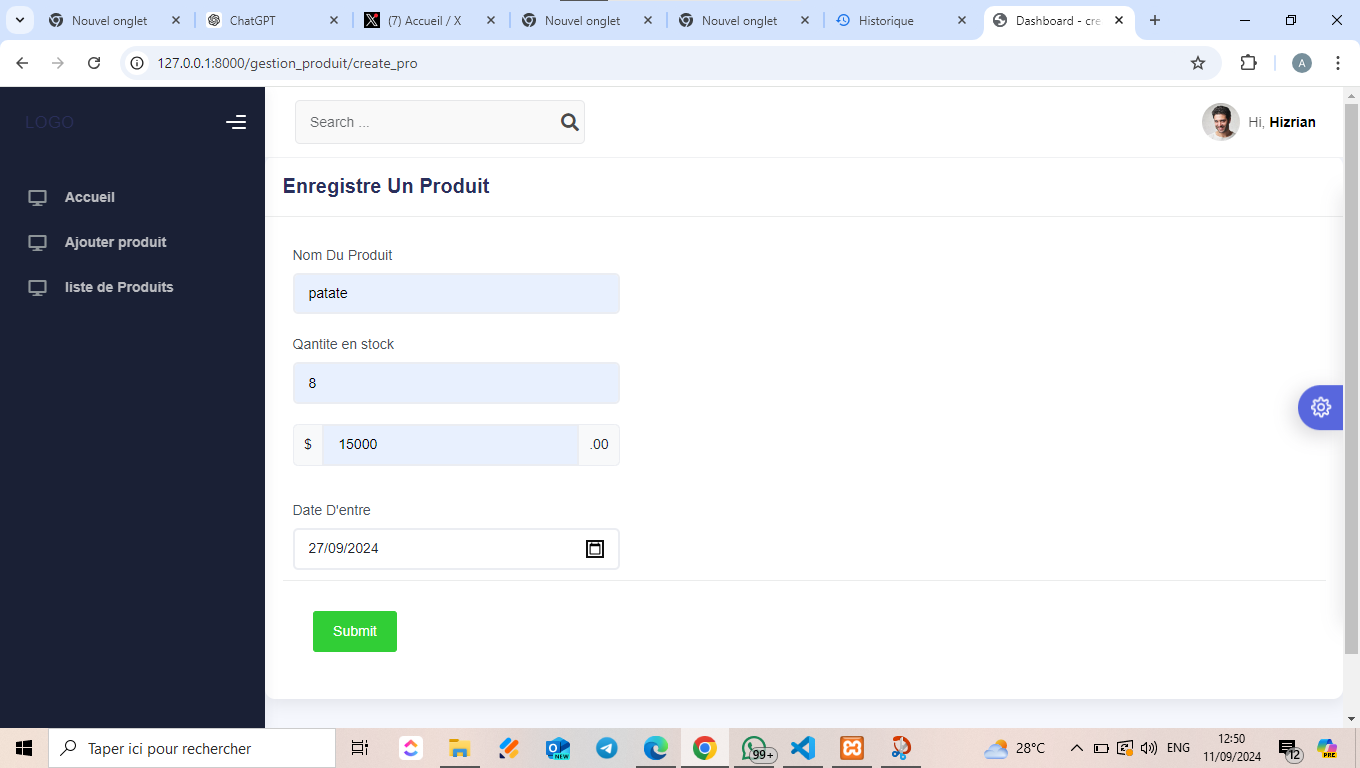 Nouvel onglet
ChatGPT
(7) Accueil / X
Nouvel onglet
Nouvel onglet
Historique
Dashboard - cre
127.0.0.1:8000/gestion_produit/create_pro
A
LOGO
Search ...
Hi, Hizrian
Accueil
Ajouter produit
liste de Produits
Enregistre Un Produit
Nom Du Produit
patate
Qantite en stock
8
$ 15000 .00
Date D'entre
27/09/2024
Submit
Taper ici pour rechercher
NEW
99+
28°C
ENG
12:50
11/09/2024
12
PRE